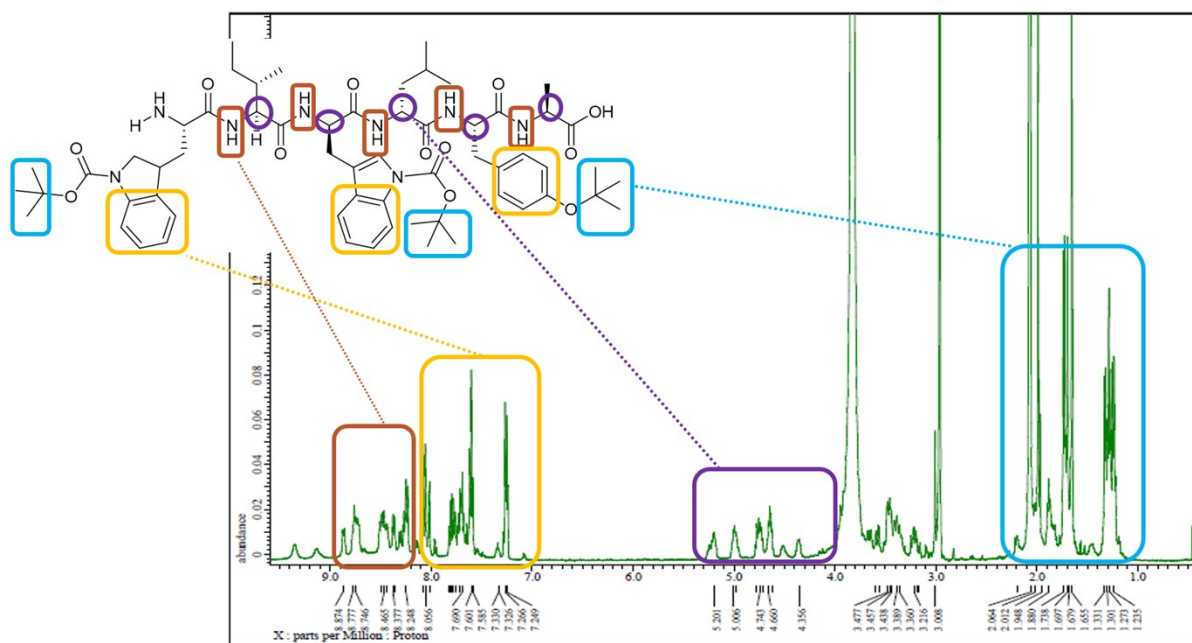 O O O
H H
H₂N N N N N N OH
H H H H
O O O
O O
N N
O O O
0.12
0.1
0.08
0.06
0.04
0.02
0
abundance
9.0 8.0 7.0 6.0 5.0 4.0 3.0 2.0 1.0
8.874 8.777 8.746 8.465 8.377 8.248 8.050 7.690 7.601 7.585 7.330 7.326 7.266 7.249 5.201 5.006 4.743 4.660 4.356 3.477 3.457 3.438 3.389 3.360 3.216 3.008 2.064 2.012 1.948 1.880 1.738 1.697 1.679 1.655 1.331 1.301 1.273 1.235
X : parts per Million : Proton